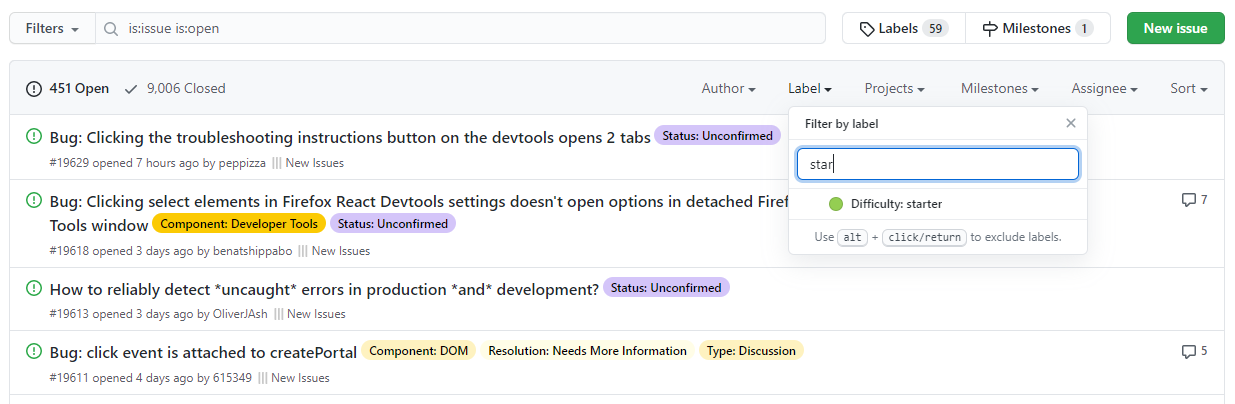 Filters is:issue is:open Labels 59 Milestones 1 New issue
451 Open 9,006 Closed Author Label Projects Milestones Assignee Sort
Filter by label
star
Difficulty: starter
Use alt + click/return to exclude labels.
Bug: Clicking the troubleshooting instructions button on the devtools opens 2 tabs Status: Unconfirmed
#19629 opened 7 hours ago by peppizza New Issues
Bug: Clicking select elements in Firefox React Devtools settings doesn't open options in detached Firef 7
Tools window Component: Developer Tools Status: Unconfirmed
#19618 opened 3 days ago by benatshippabo New Issues
How to reliably detect *uncaught* errors in production *and* development? Status: Unconfirmed
#19613 opened 3 days ago by OliverJAsh New Issues
Bug: click event is attached to createPortal Component: DOM Resolution: Needs More Information Type: Discussion 5
#19611 opened 4 days ago by 615349 New Issues